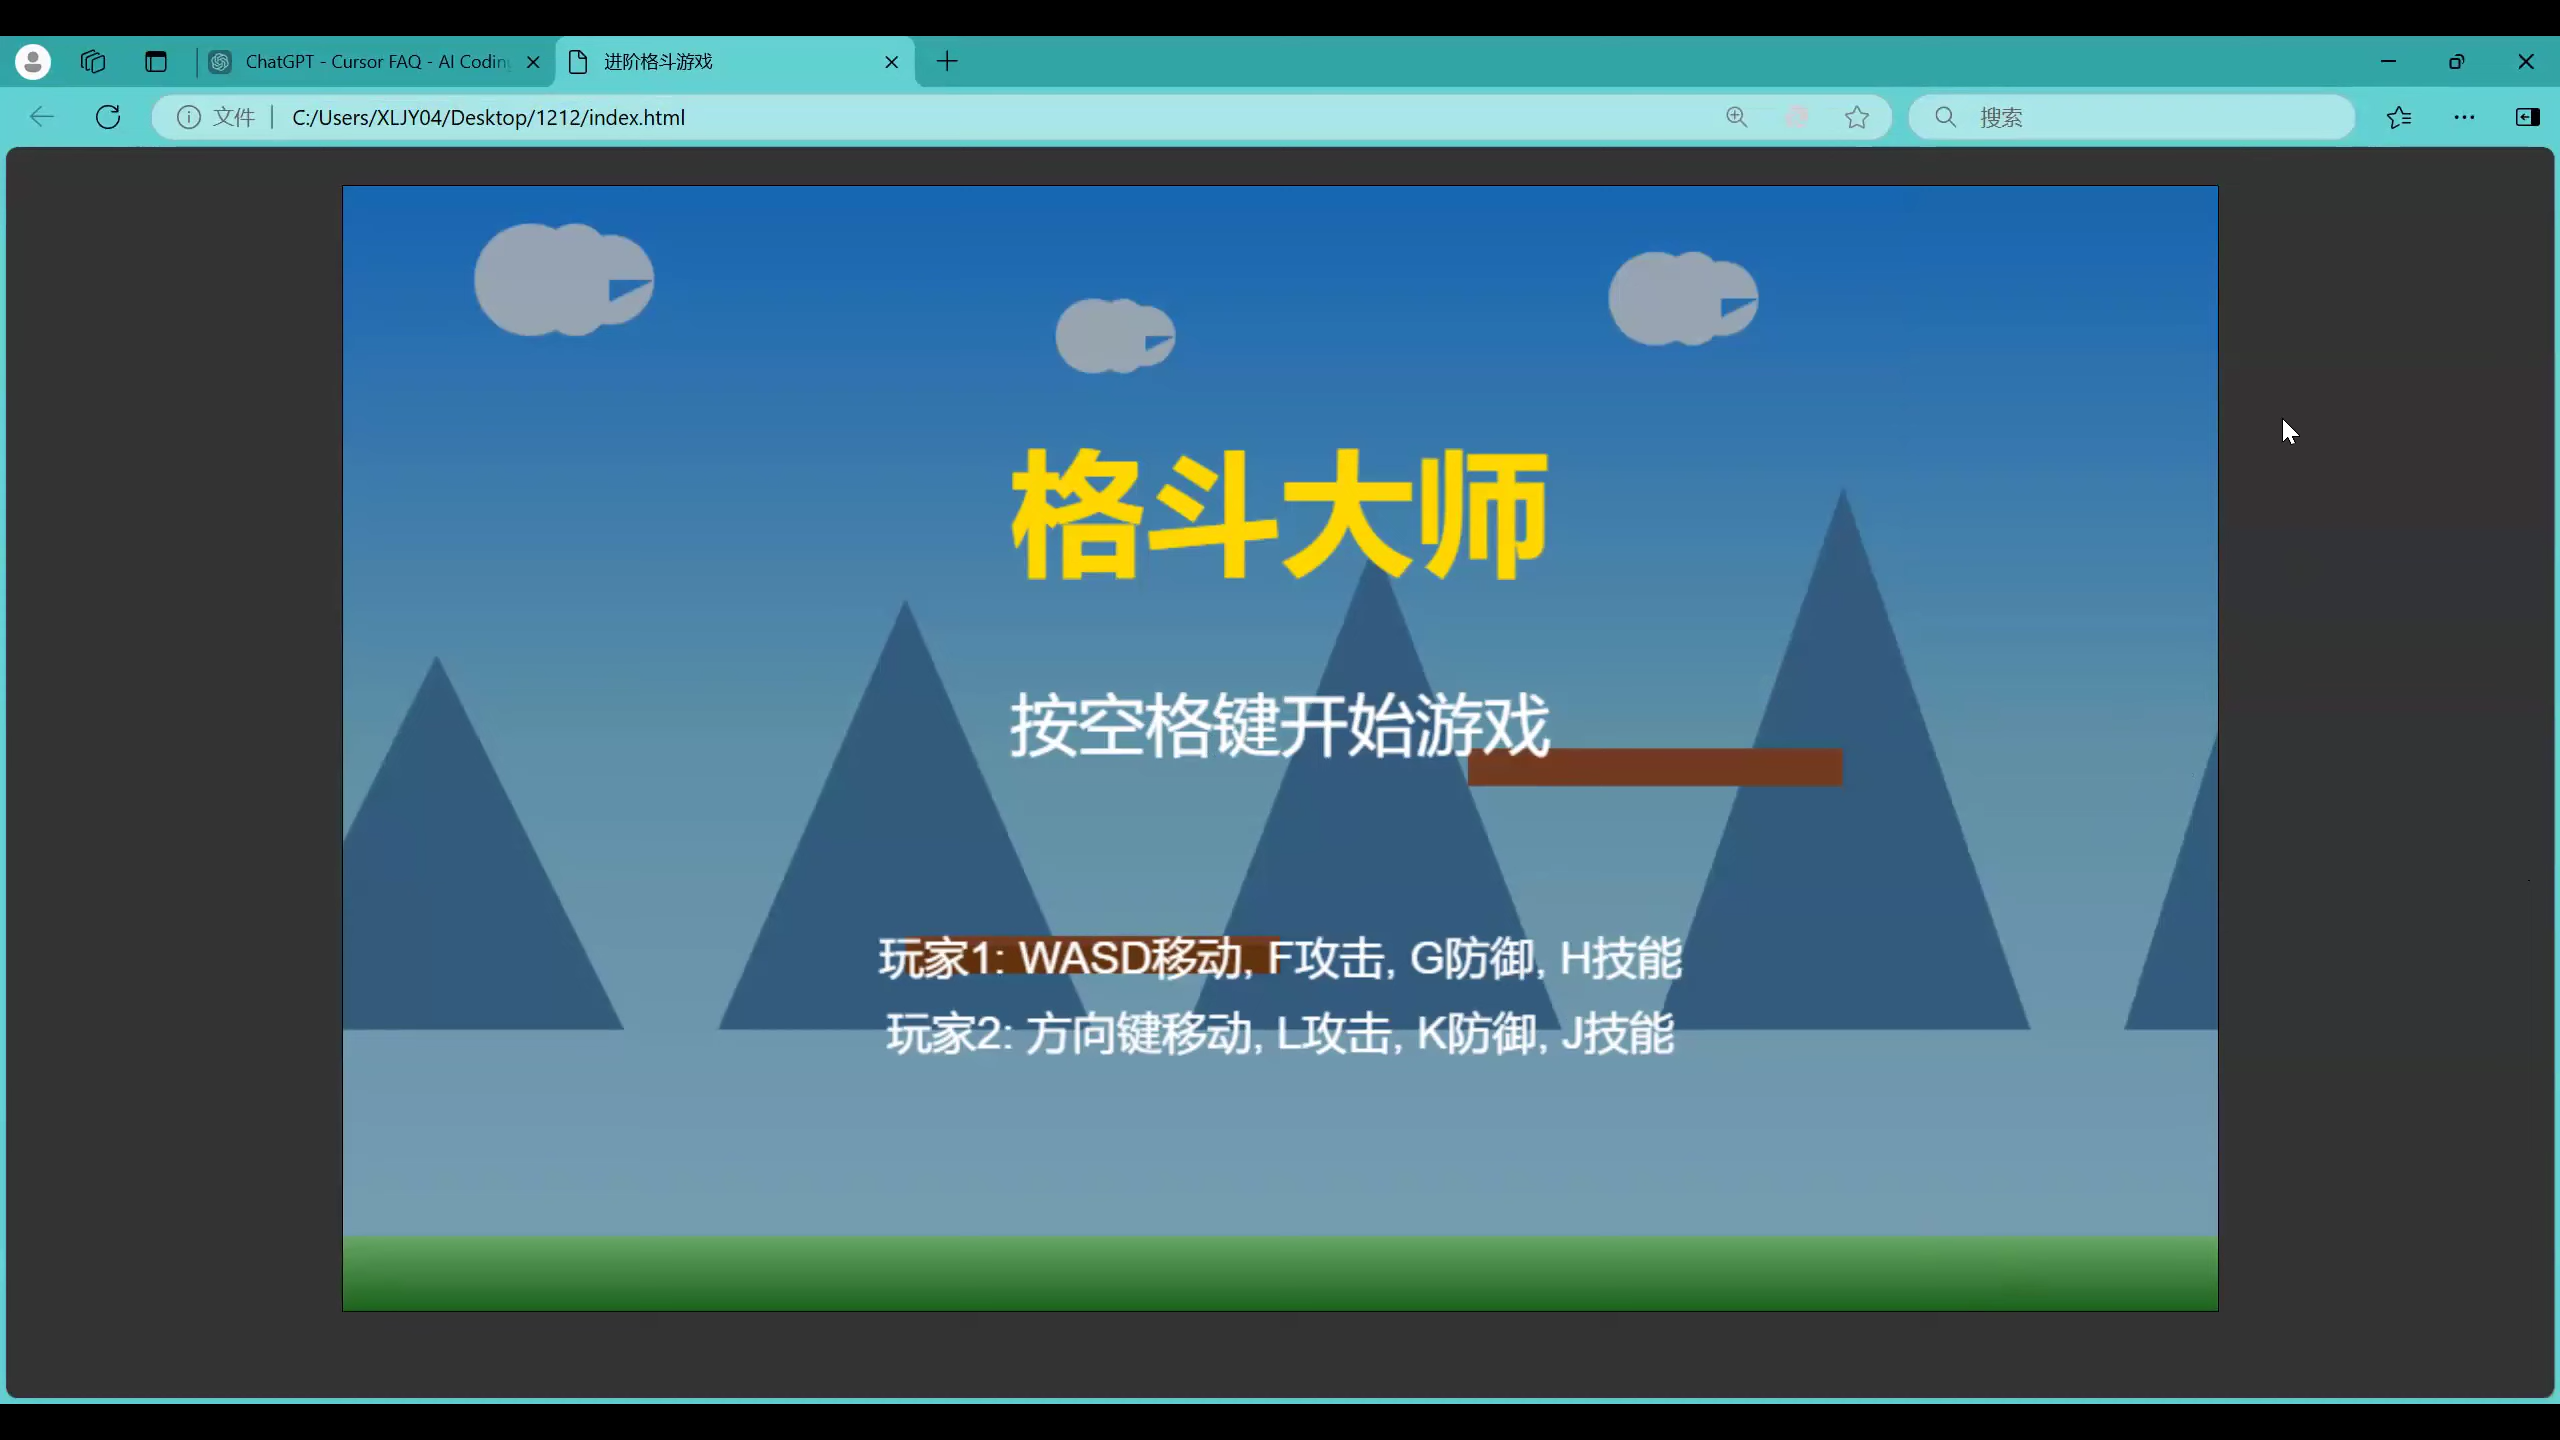 ChatGPT - Cursor FAQ - AI Coding
进阶格斗游戏
文件
C:/Users/XLJY04/Desktop/1212/index.html
搜索
格斗大师
按空格键开始游戏
玩家1: WASD移动, F攻击, G防御, H技能
玩家2: 方向键移动, L攻击, K防御, J技能